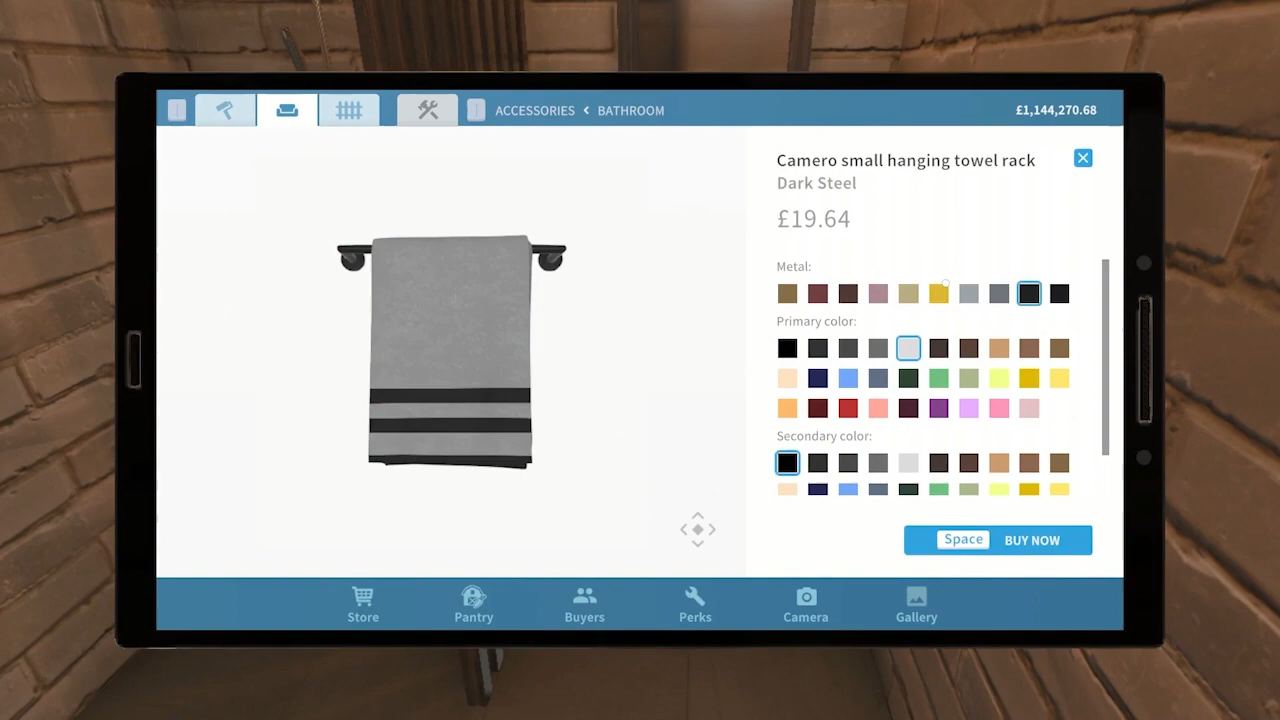 ACCESSORIES < BATHROOM
£1,144,270.68
Camero small hanging towel rack
Dark Steel
£19.64
Metal:
Primary color:
Secondary color:
Space BUY NOW
Store
Pantry
Buyers
Perks
Camera
Gallery